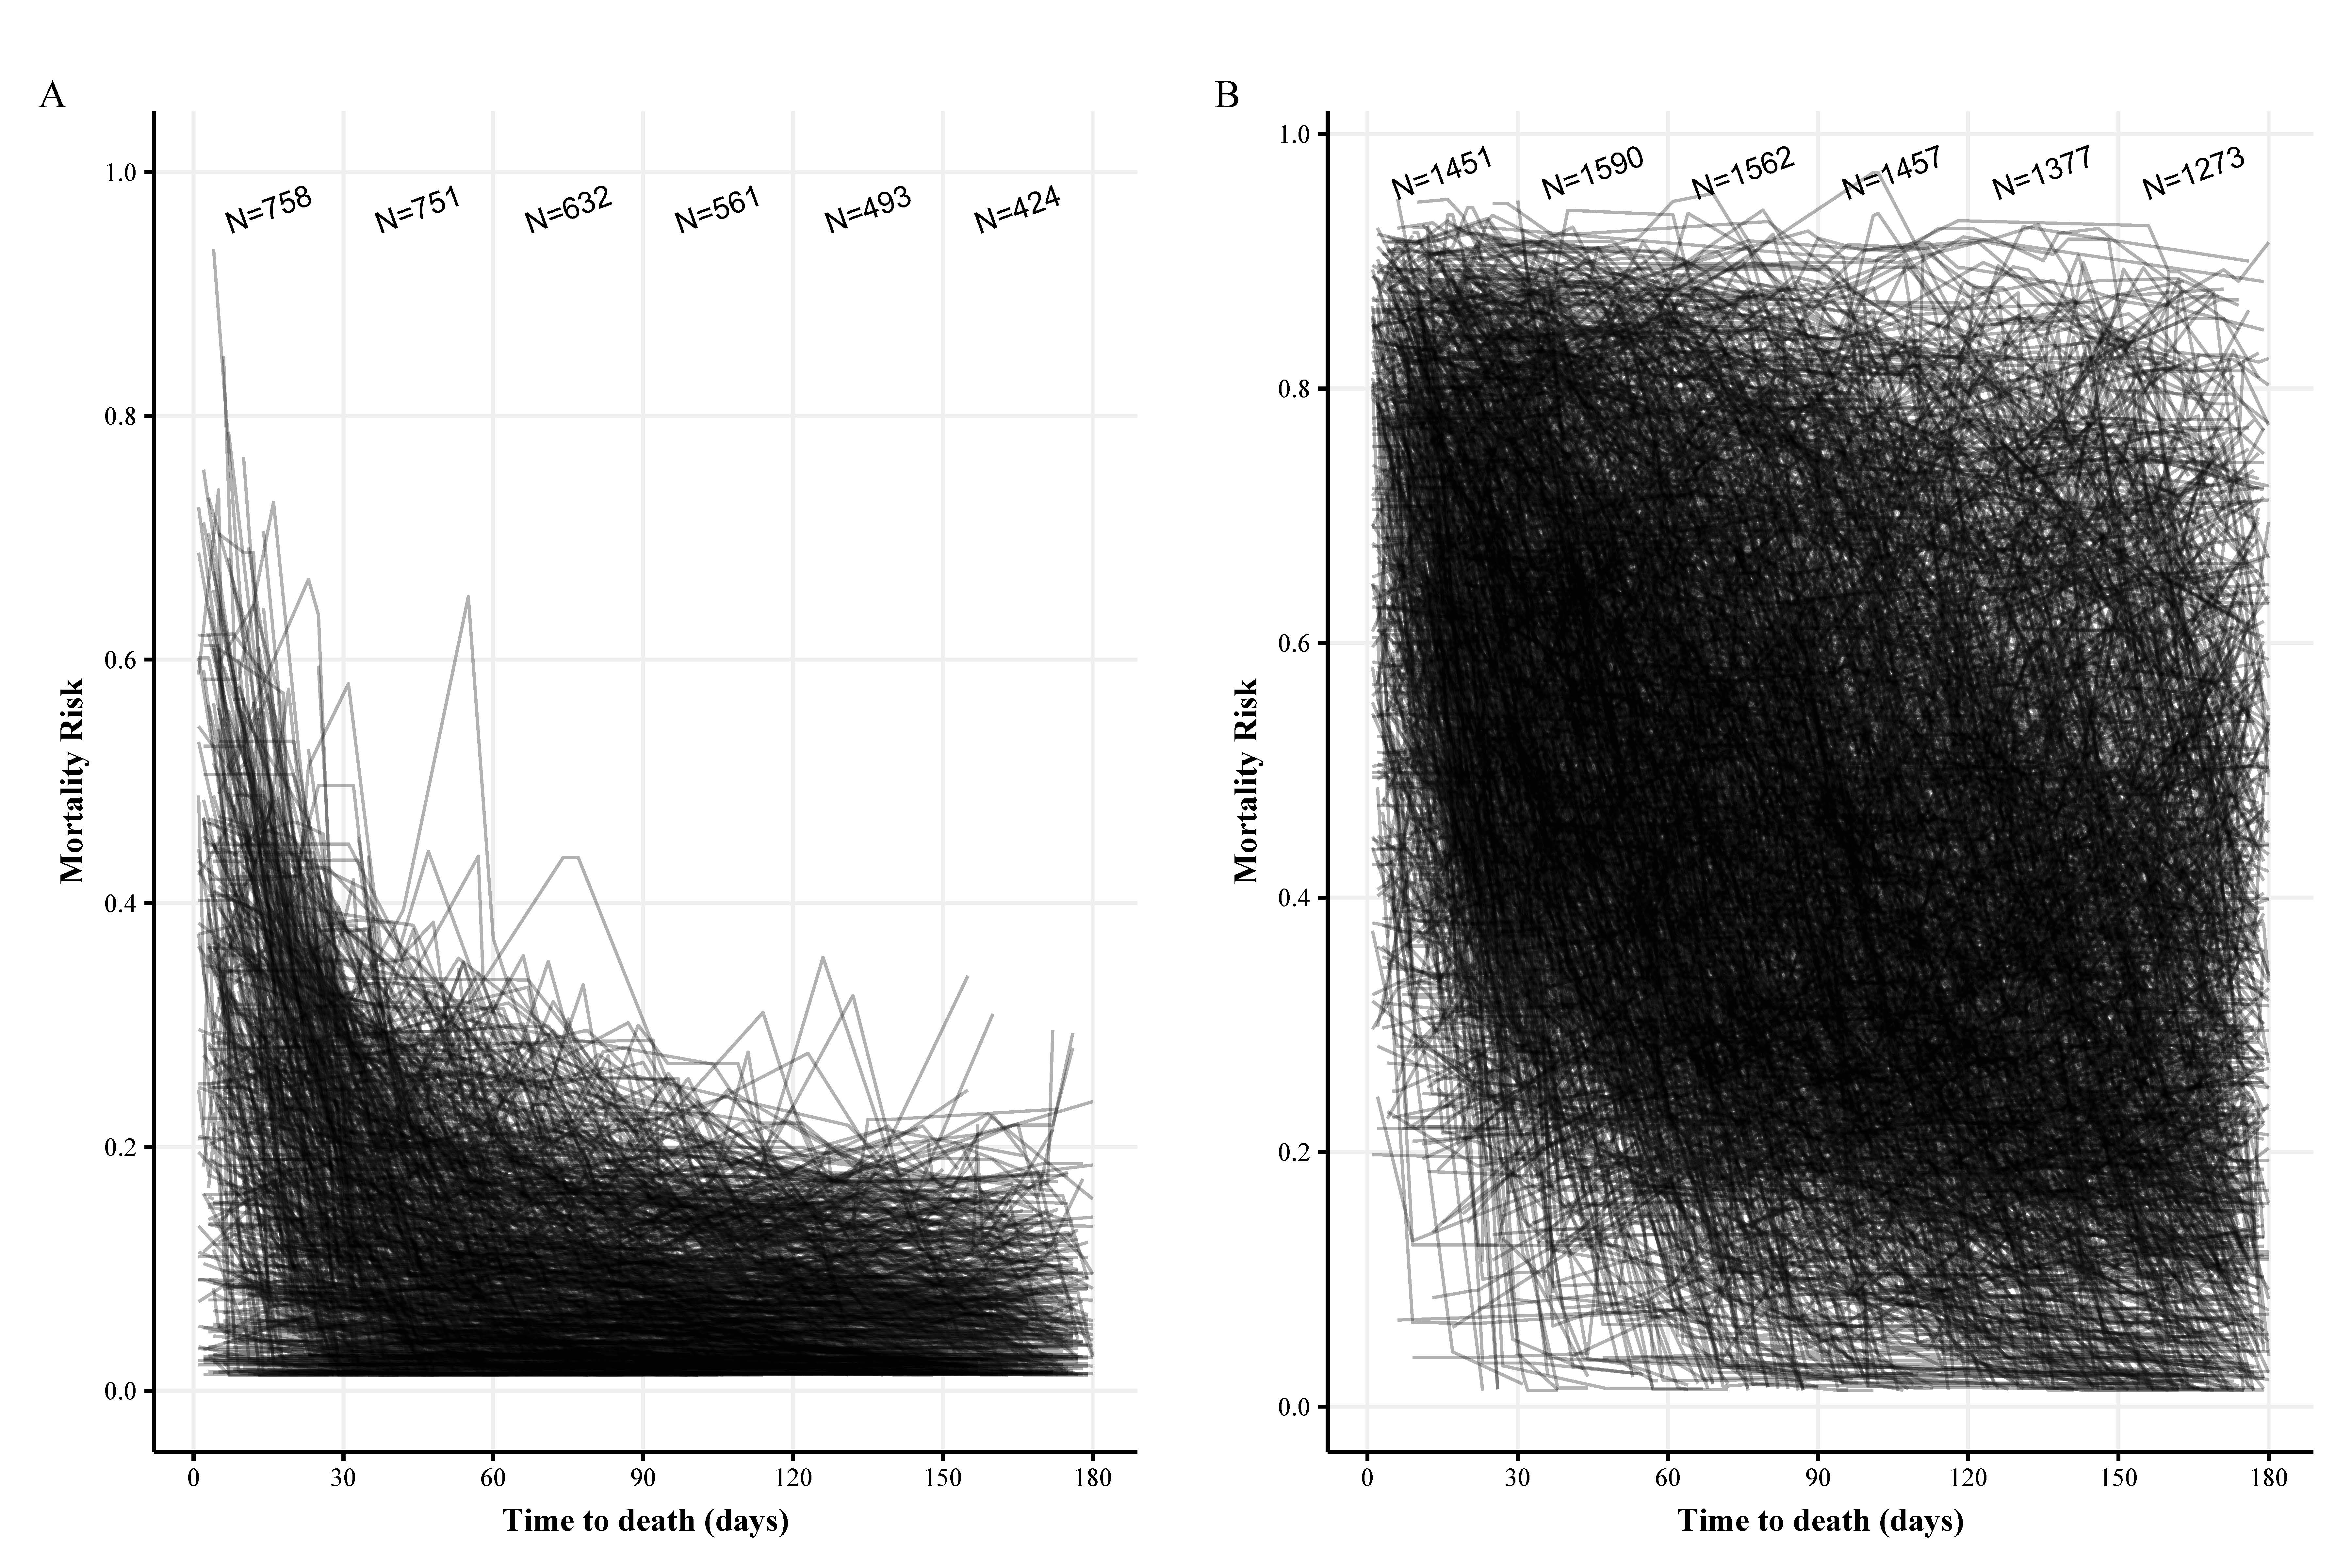 A
1.0
0.8
0.6
0.4
0.2
0.0
Mortality Risk
N=758
N=751
N=632
N=561
N=493
N=424
0 30 60 90 120 150 180
Time to death (days)
B
1.0
0.8
0.6
0.4
0.2
0.0
Mortality Risk
N=1451
N=1590
N=1562
N=1457
N=1377
N=1273
0 30 60 90 120 150 180
Time to death (days)